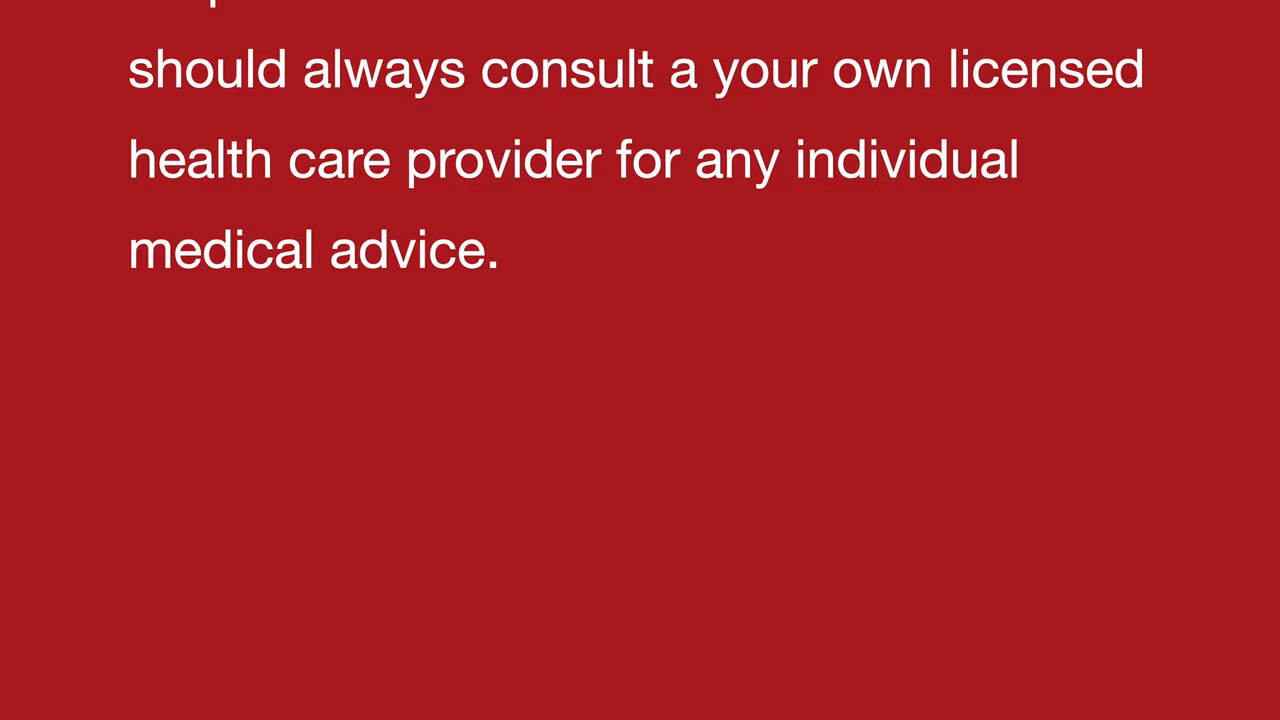 should always consult a your own licensed
health care provider for any individual
medical advice.